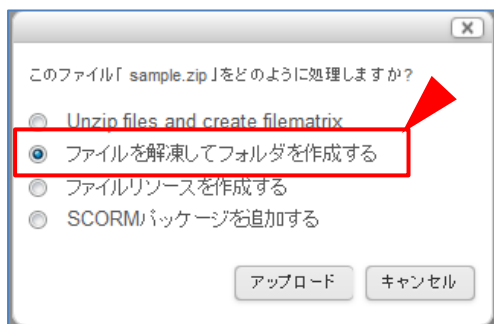 このファイル「 sample.zip 」をどのように処理しますか?
Unzip files and create filematrix
ファイルを解凍してフォルダを作成する
ファイルリソースを作成する
SCORMパッケージを追加する
アップロード キャンセル